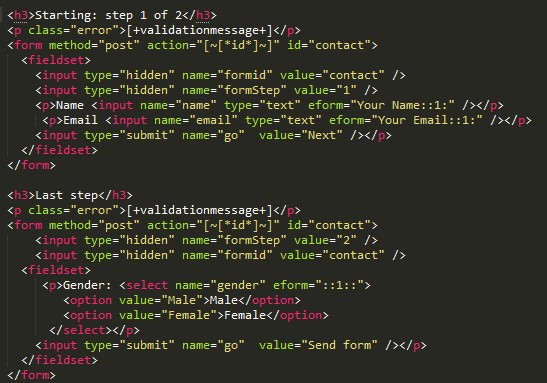 <h3>Starting: step 1 of 2</h3>
<p class="error">[+validationmessage+]</p>
<form method="post" action="[~[*id*]~]" id="contact">
  <fieldset>
    <input type="hidden" name="formid" value="contact" />
    <input type="hidden" name="formStep" value="1" />
    <p>Name <input name="name" type="text" eform="Your Name::1:" /></p>
     <p>Email <input name="email" type="text" eform="Your Email::1:" /></p>
    <input type="submit" name="go"  value="Next" /></p>
  </fieldset>
</form>

<h3>Last step</h3>
<p class="error">[+validationmessage+]</p>
<form method="post" action="[~[*id*]~]" id="contact">
    <input type="hidden" name="formStep" value="2" />
    <input type="hidden" name="formid" value="contact" />
  <fieldset>
     <p>Gender: <select name="gender" eform="::1::">
        <option value="Male">Male</option>
        <option value="Female">Female</option>
      </select></p>
    <input type="submit" name="go"  value="Send form" /></p>
  </fieldset>
</form>